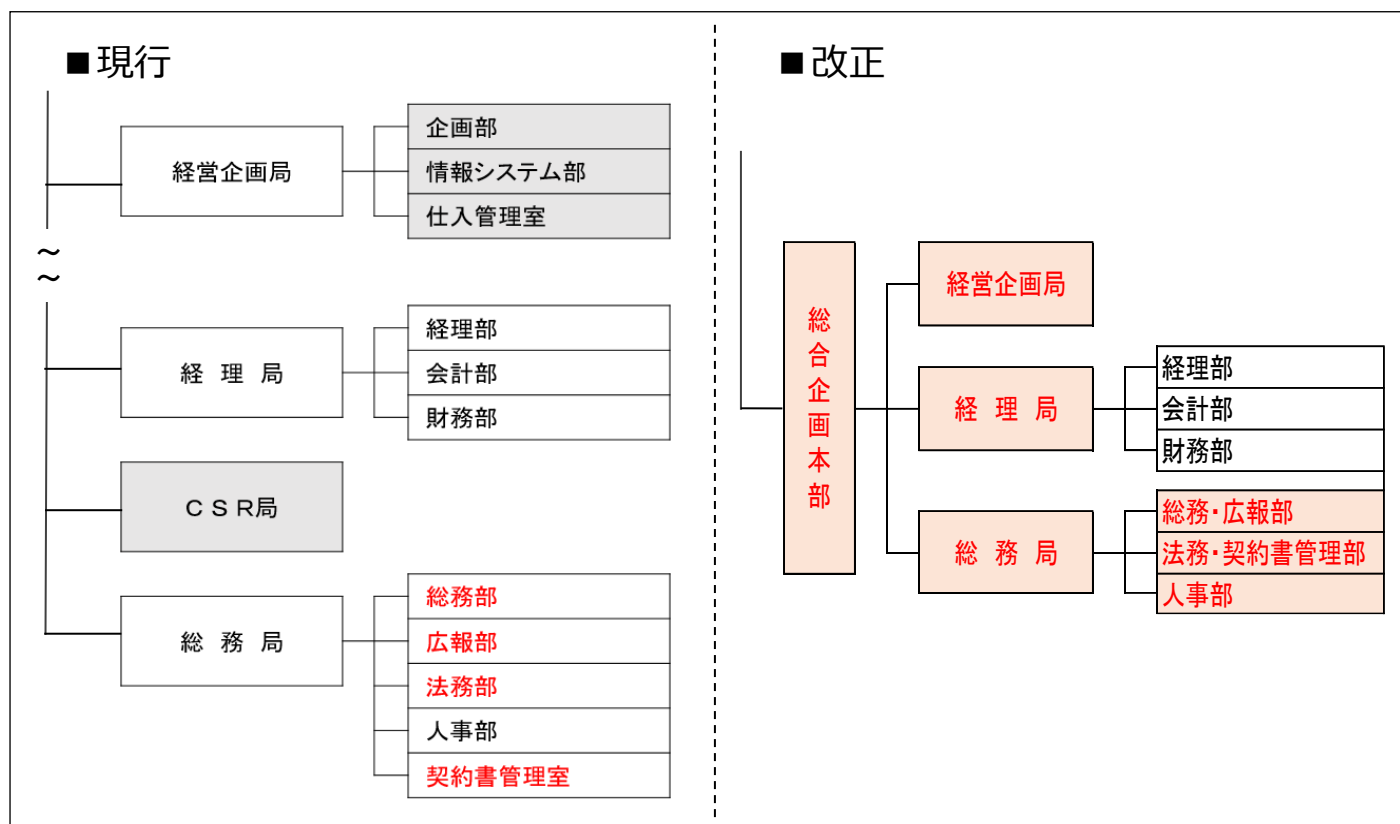 ■現行
経営企画局
企画部
情報システム部
仕入管理室
～
～
経 理 局
経理部
会計部
財務部
ＣＳＲ局
総 務 局
総務部
広報部
法務部
人事部
契約書管理室
■改正
総合企画本部
経営企画局
経 理 局
経理部
会計部
財務部
総 務 局
総務・広報部
法務・契約書管理部
人事部